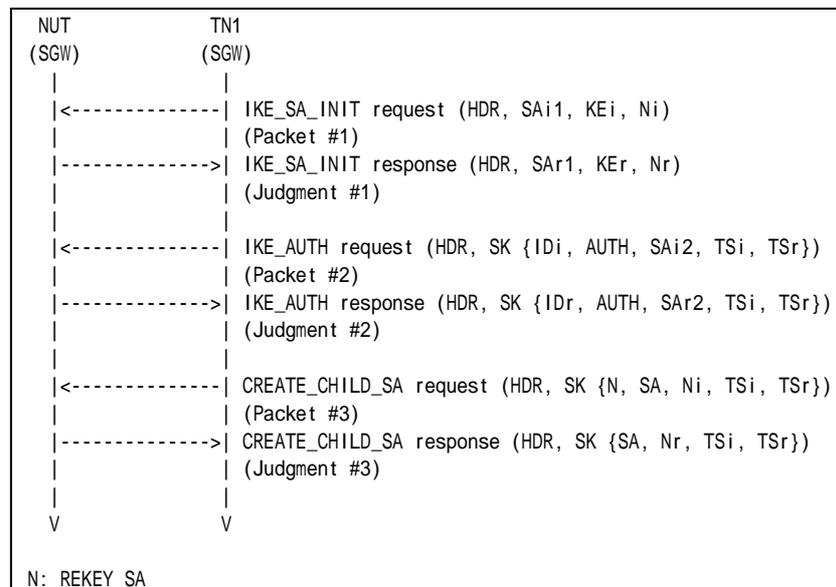 NUT TN1
(SGW) (SGW)
| |
|<--------------| IKE_SA_INIT request (HDR, SAi1, KEi, Ni)
| | (Packet #1)
|-------------->| IKE_SA_INIT response (HDR, SAr1, KEr, Nr)
| | (Judgment #1)
| |
|<--------------| IKE_AUTH request (HDR, SK {IDi, AUTH, SAi2, TSi, TSr})
| | (Packet #2)
|-------------->| IKE_AUTH response (HDR, SK {IDr, AUTH, SAr2, TSi, TSr})
| | (Judgment #2)
| |
|<--------------| CREATE_CHILD_SA request (HDR, SK {N, SA, Ni, TSi, TSr})
| | (Packet #3)
|-------------->| CREATE_CHILD_SA response (HDR, SK {SA, Nr, TSi, TSr})
| | (Judgment #3)
| |
V V
N: REKEY_SA